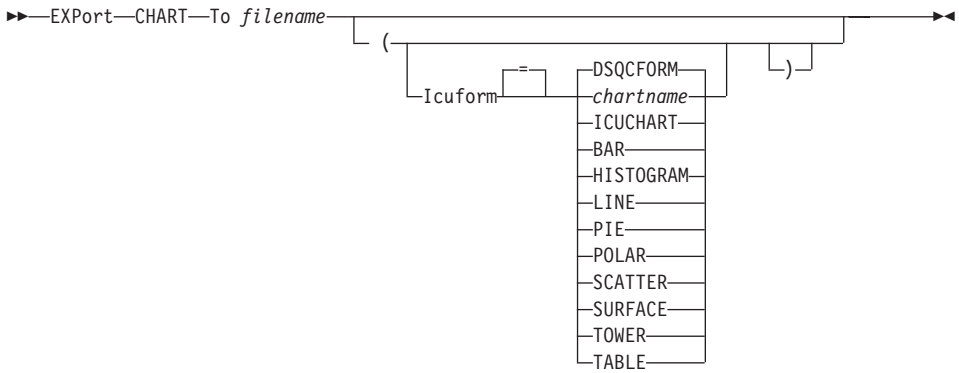 EXPort CHART To filename
(
Icuform = DSQCFORM )
chartname
ICUCHART
BAR
HISTOGRAM
LINE
PIE
POLAR
SCATTER
SURFACE
TOWER
TABLE